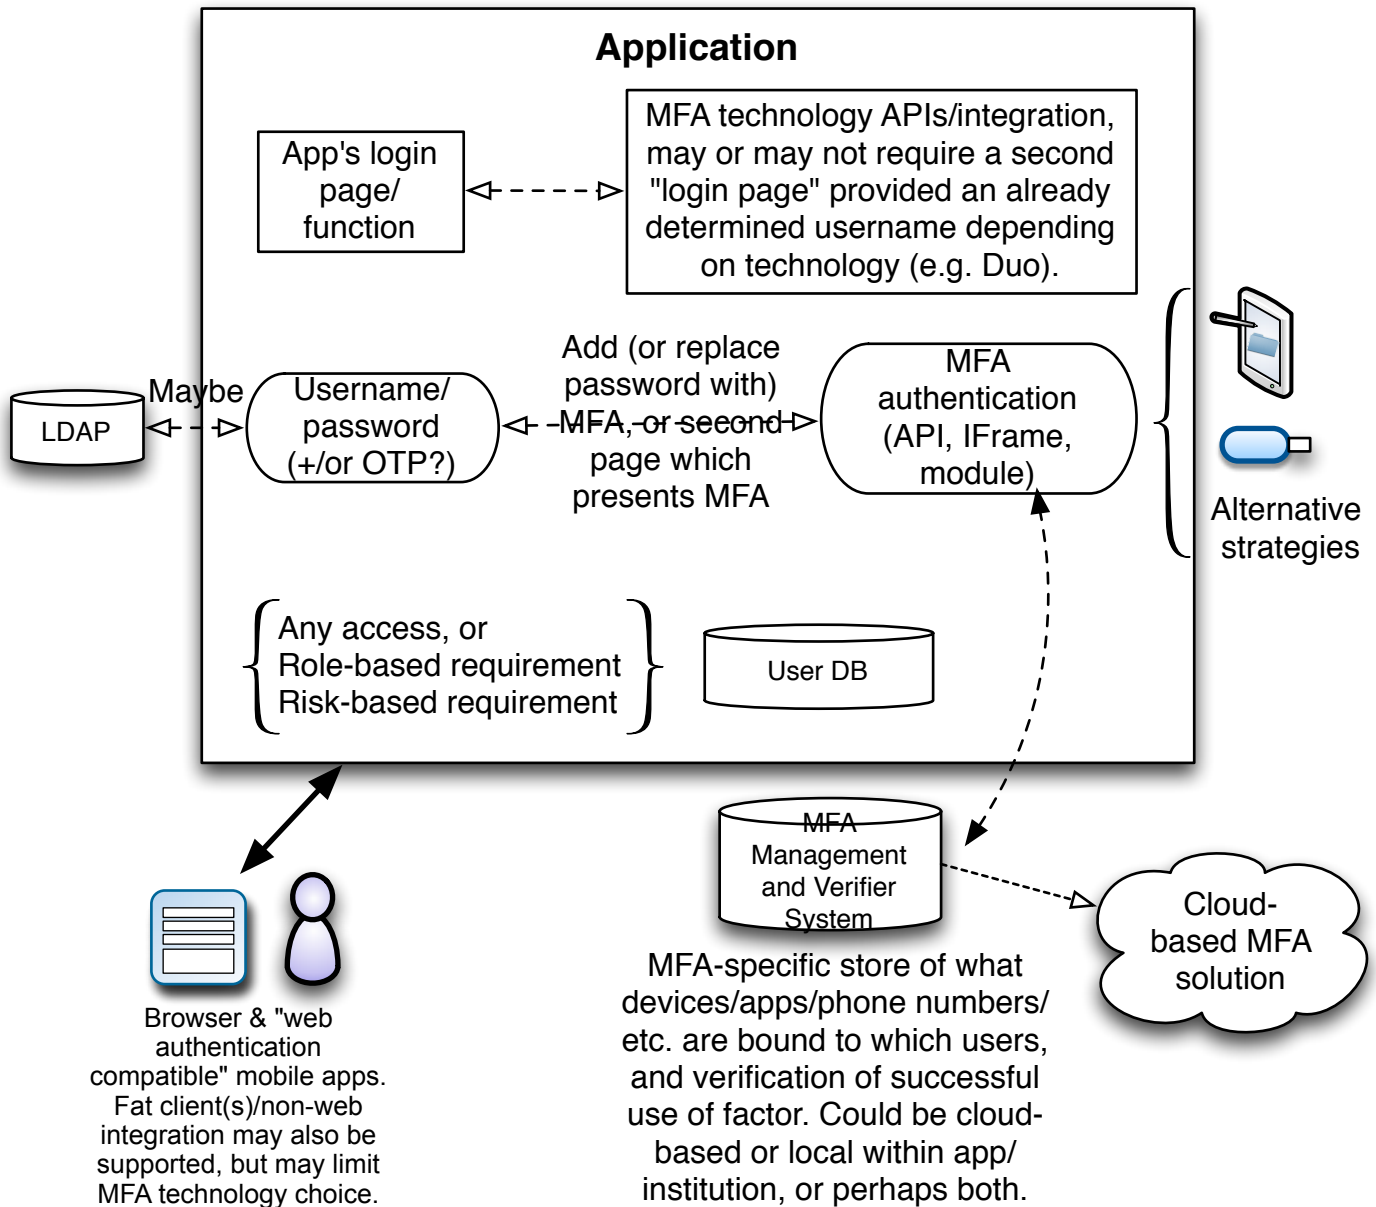 Application
App's login
page/
function
MFA technology APIs/integration,
may or may not require a second
"login page" provided an already
determined username depending
on technology (e.g. Duo).
LDAP
Maybe
Username/
password
(+/or OTP?)
Add (or replace
password with)
MFA, or second
page which
presents MFA
MFA
authentication
(API, IFrame,
module)
Alternative
strategies
Any access, or
Role-based requirement
Risk-based requirement
User DB
MFA
Management
and Verifier
System
Cloud-
based MFA
solution
Browser & "web
authentication
compatible" mobile apps.
Fat client(s)/non-web
integration may also be
supported, but may limit
MFA technology choice.
MFA-specific store of what
devices/apps/phone numbers/
etc. are bound to which users,
and verification of successful
use of factor. Could be cloud-
based or local within app/
institution, or perhaps both.